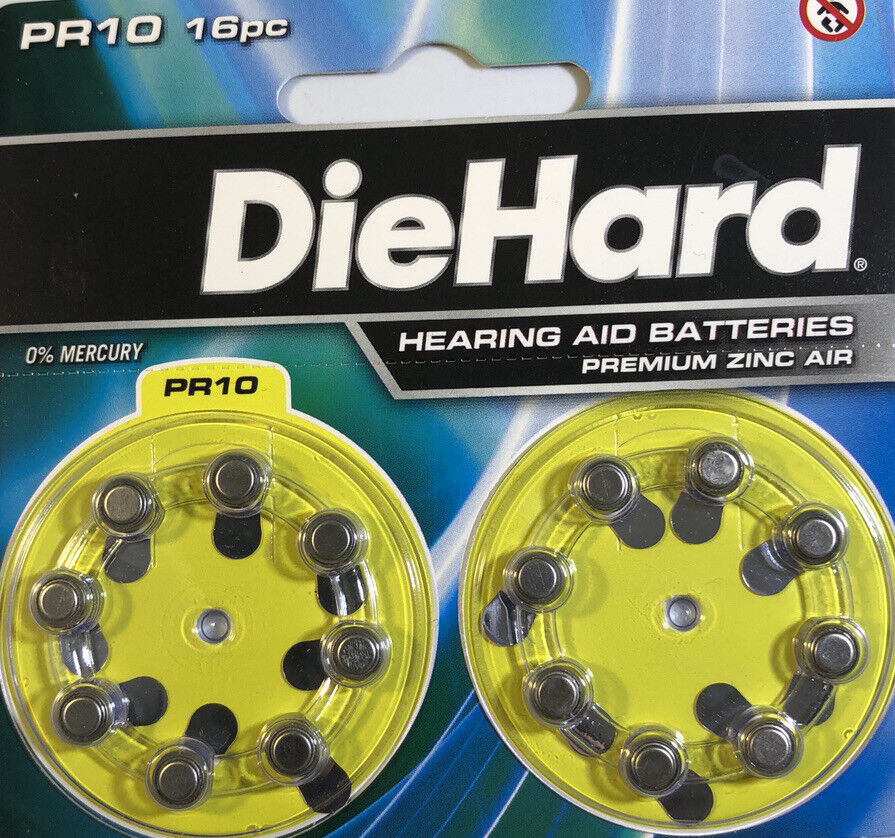 PR10 16pc
DieHard®
HEARING AID BATTERIES
PREMIUM ZINC AIR
0% MERCURY
PR10